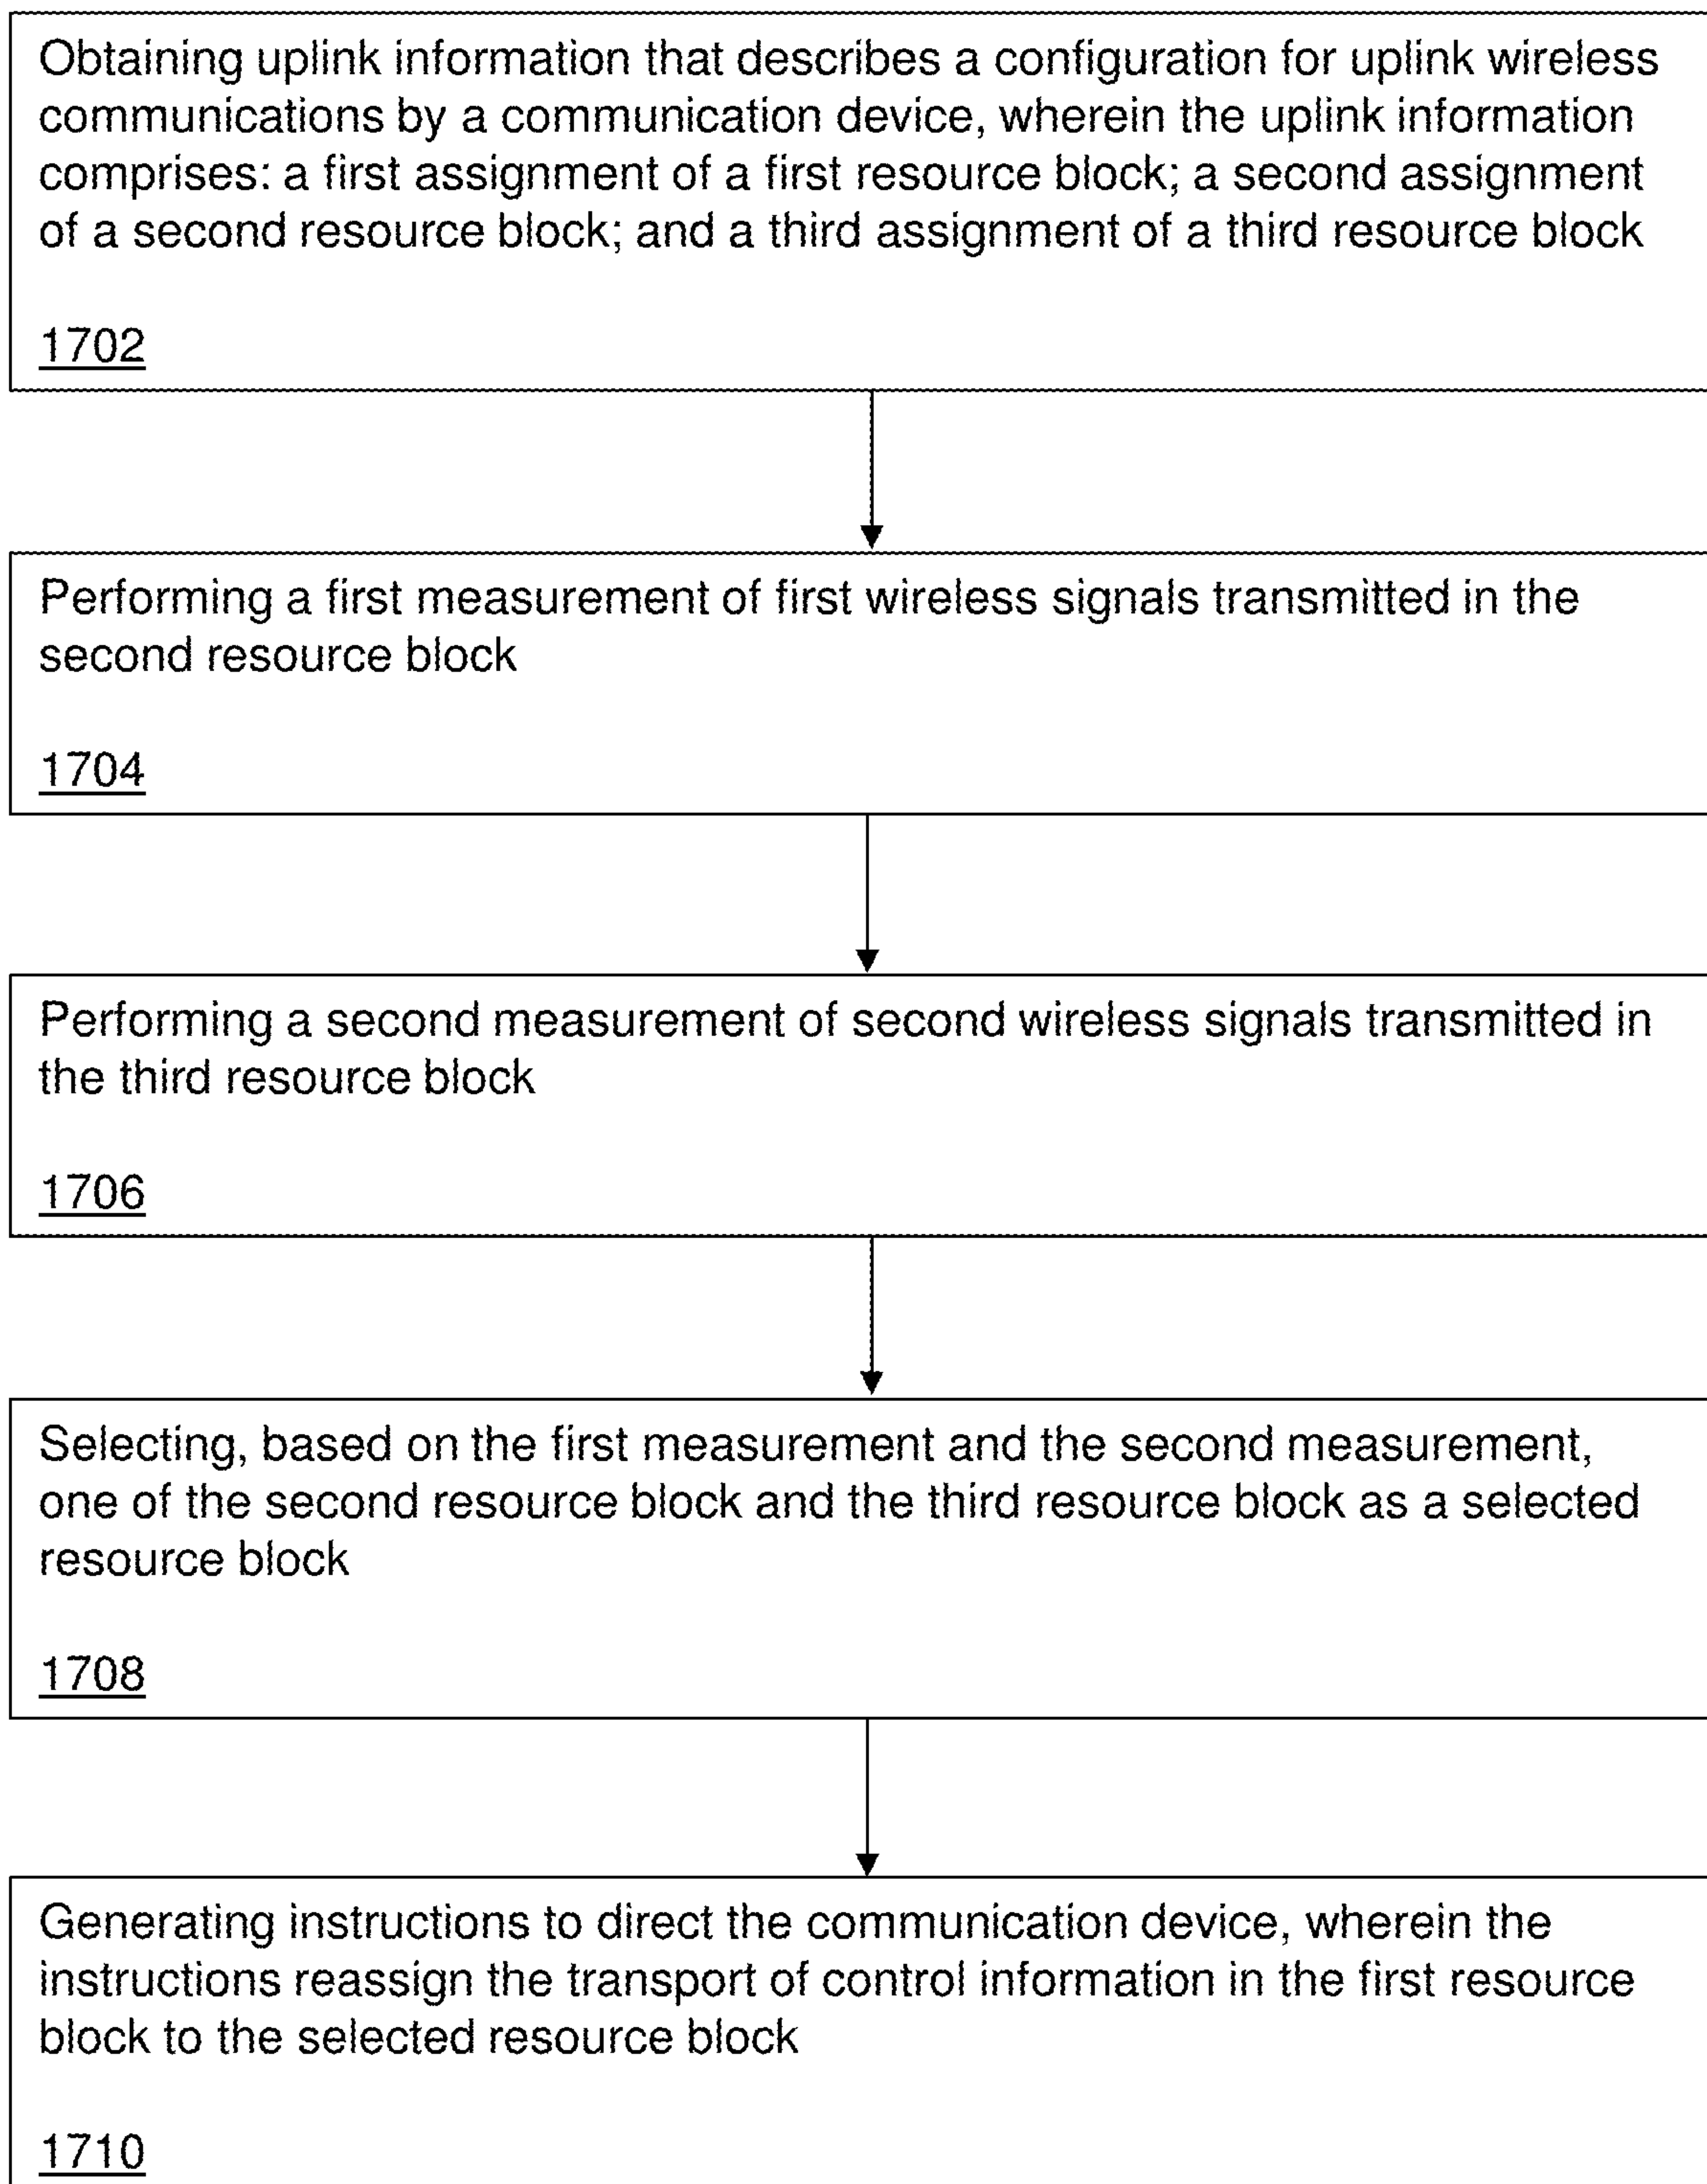 Obtaining uplink information that describes a configuration for uplink wireless
communications by a communication device, wherein the uplink information
comprises: a first assignment of a first resource block; a second assignment
of a second resource block; and a third assignment of a third resource block
1702
Performing a first measurement of first wireless signals transmitted in the
second resource block
1704
Performing a second measurement of second wireless signals transmitted in
the third resource block
1706
Selecting, based on the first measurement and the second measurement,
one of the second resource block and the third resource block as a selected
resource block
1708
Generating instructions to direct the communication device, wherein the
instructions reassign the transport of control information in the first resource
block to the selected resource block
1710